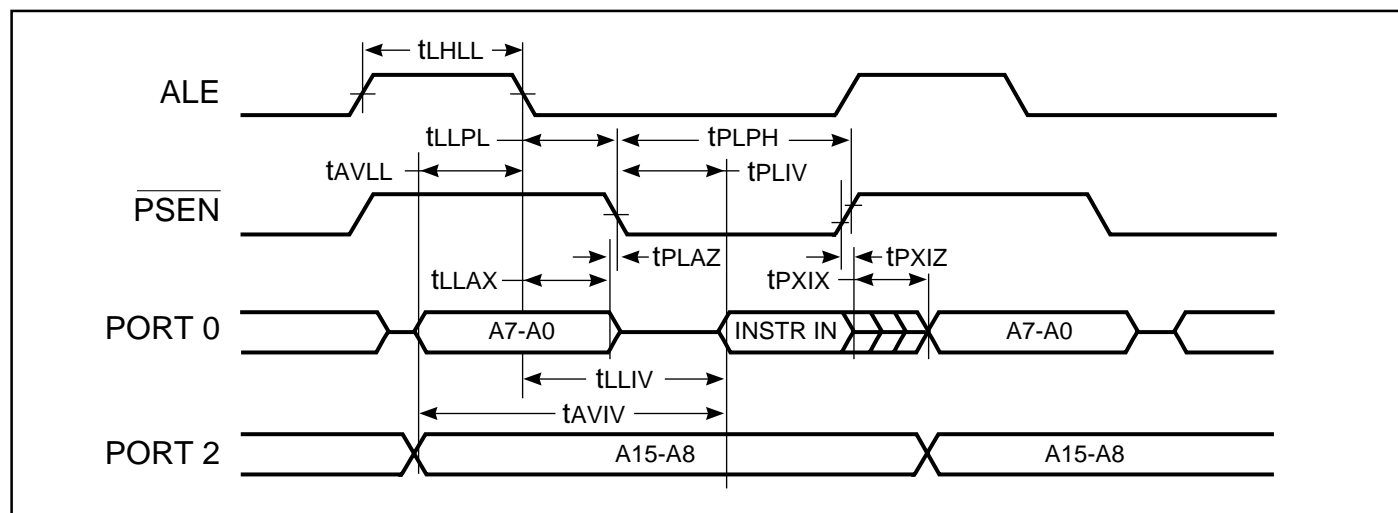 tLHLL
ALE
tLLPL
tPLPH
tAVLL
tPLIV
PSEN
tPLAZ
tPXIZ
tLLAX
tPXIX
PORT 0
A7-A0
INSTR IN
A7-A0
tLLIV
tAVIV
PORT 2
A15-A8
A15-A8